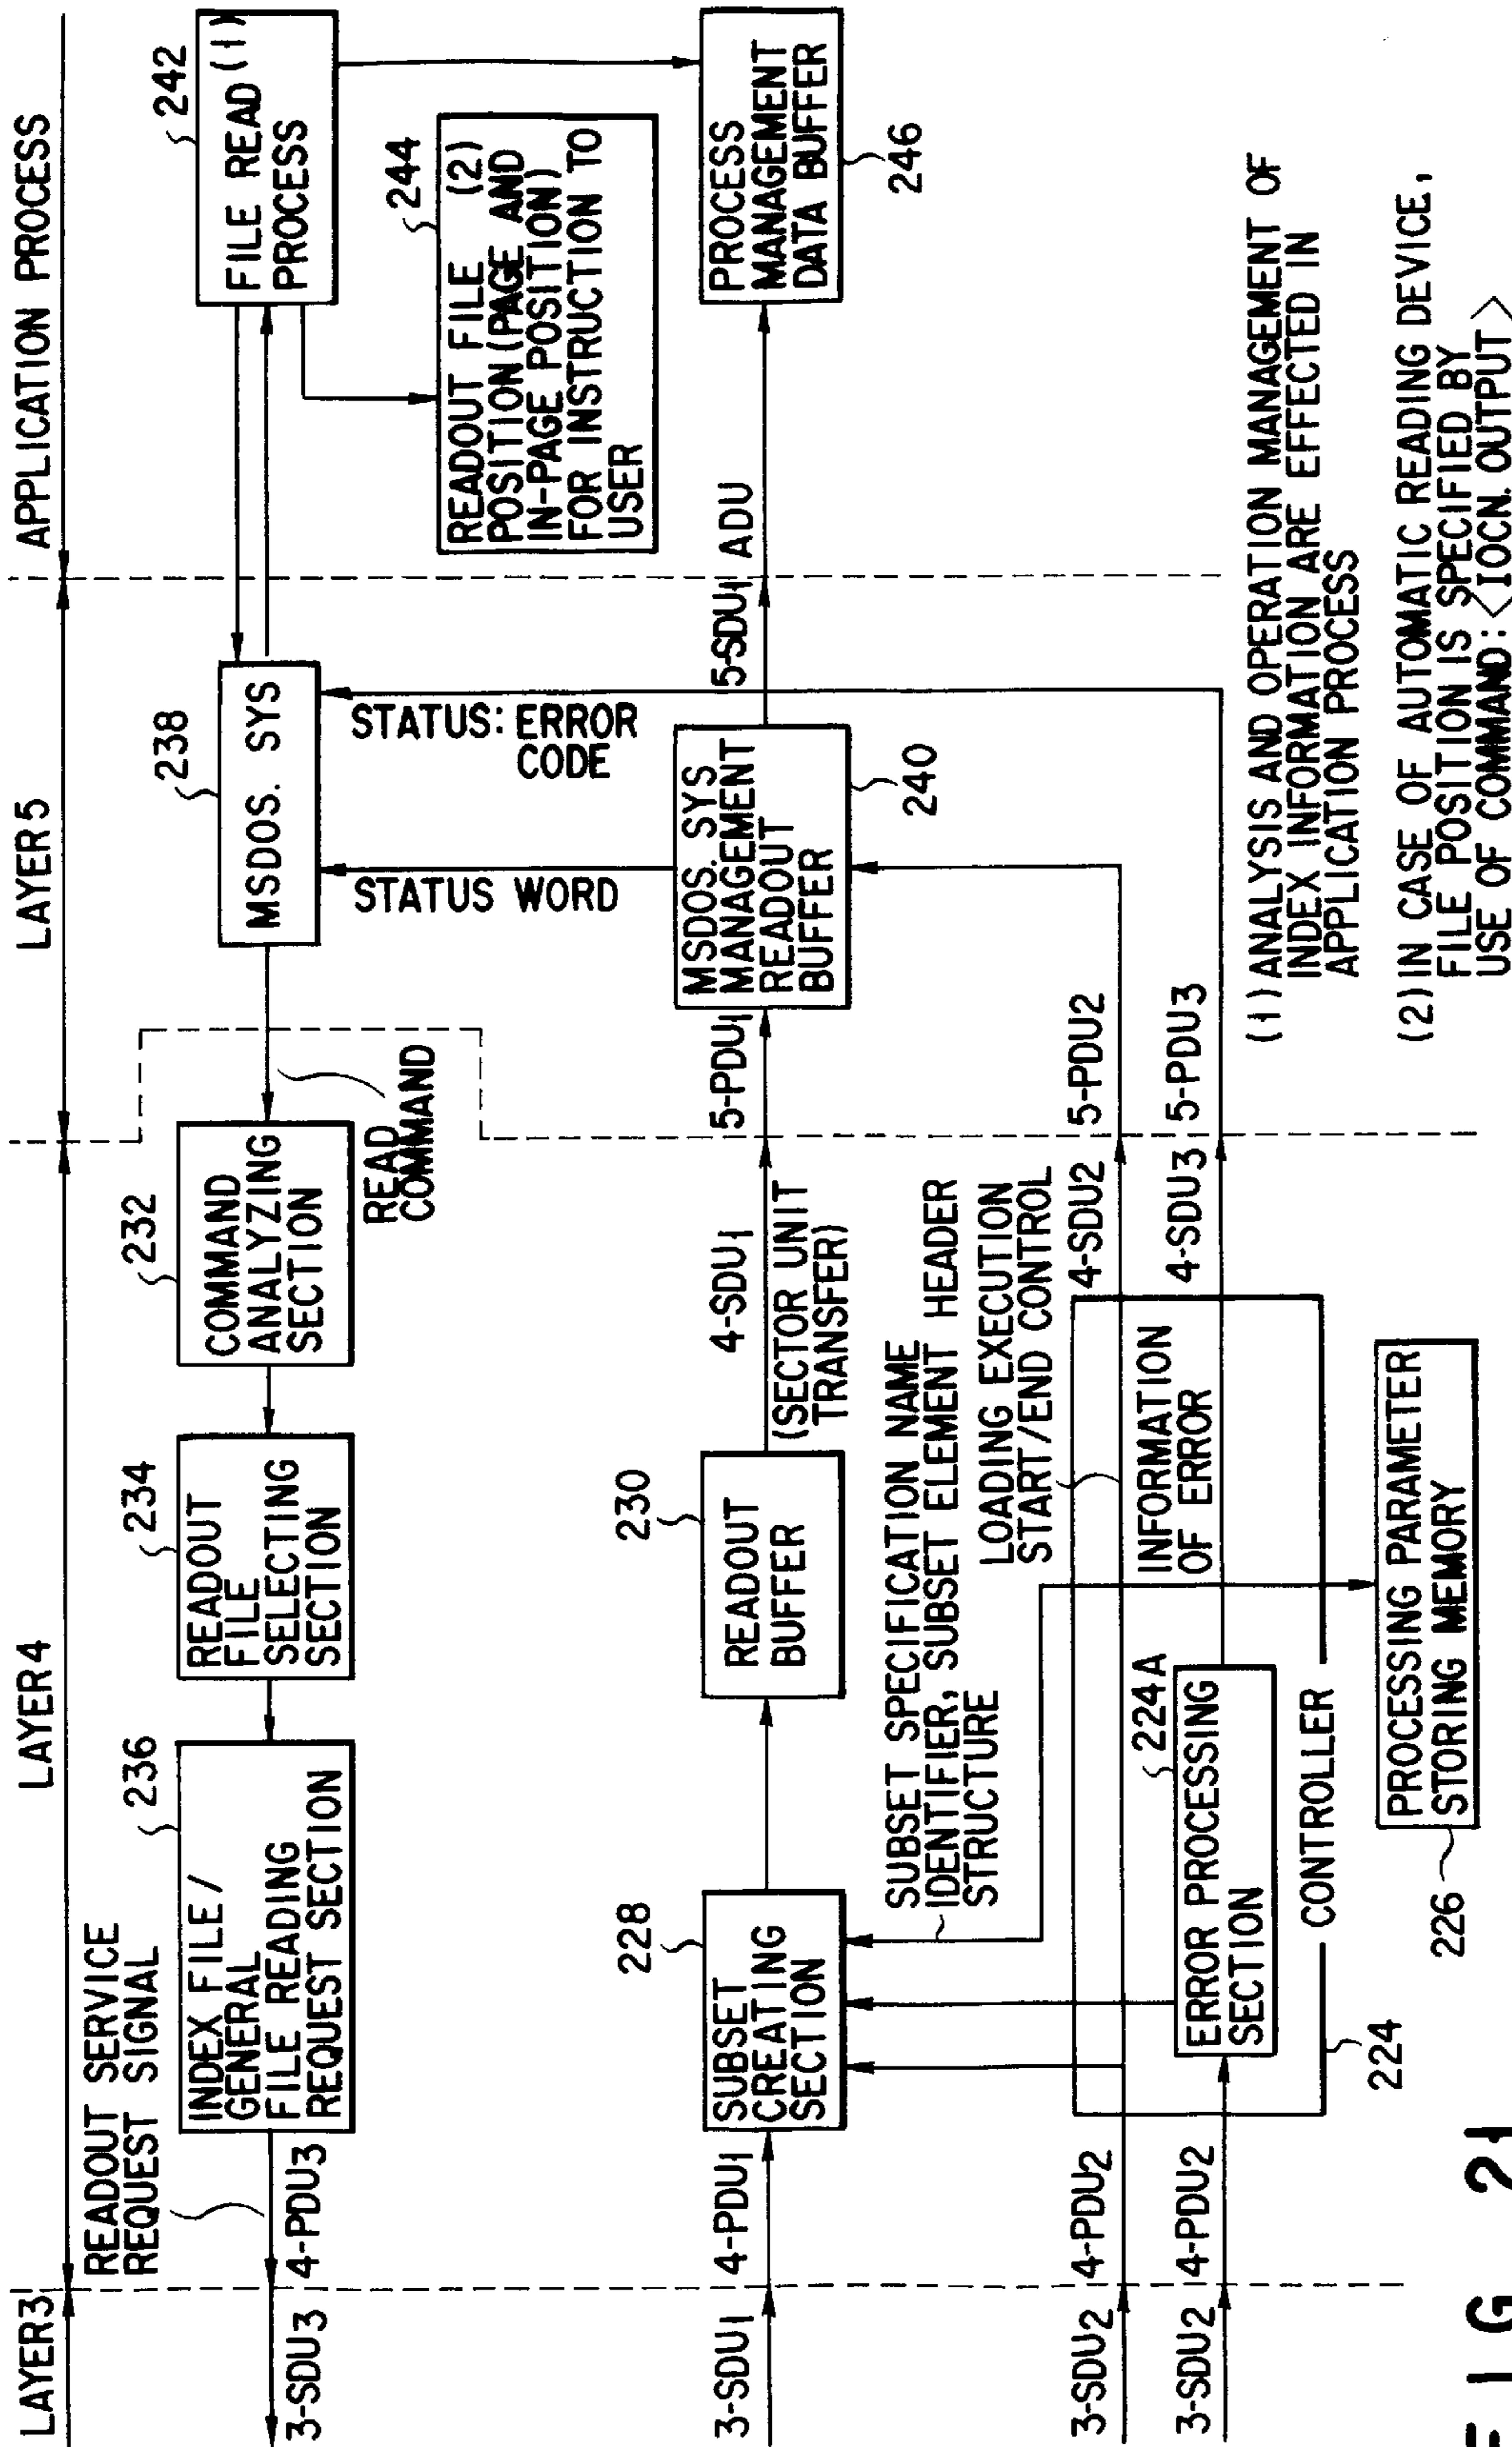 LAYER3
LAYER4
LAYER5
APPLICATION PROCESS
READOUT SERVICE
REQUEST SIGNAL
3-SDU3
4-PDU3
236
INDEX FILE /
GENERAL
FILE READING
REQUEST SECTION
234
READOUT
FILE
SELECTING
SECTION
232
COMMAND
ANALYZING
SECTION
READ
COMMAND
238
MSDOS. SYS
STATUS: ERROR
CODE
STATUS WORD
242
FILE READ (1)
PROCESS
244
READOUT FILE (2)
POSITION (PAGE AND
IN-PAGE POSITION)
FOR INSTRUCTION TO
USER
3-SDU1
4-PDU1
228
SUBSET
CREATING
SECTION
230
READOUT
BUFFER
4-SDU1
(SECTOR UNIT
TRANSFER)
5-PDU1
MSDOS. SYS
MANAGEMENT
READOUT
BUFFER
240
5-SDU1
ADU
PROCESS
MANAGEMENT
DATA BUFFER
246
SUBSET SPECIFICATION NAME
IDENTIFIER, SUBSET ELEMENT HEADER
STRUCTURE
LOADING EXECUTION
START/END CONTROL
3-SDU2
4-PDU2
4-SDU2
5-PDU2
3-SDU2
4-PDU2
224A
ERROR PROCESSING
SECTION
INFORMATION
OF ERROR
4-SDU3
5-PDU3
CONTROLLER
224
226
PROCESSING PARAMETER
STORING MEMORY
(1) ANALYSIS AND OPERATION MANAGEMENT OF
INDEX INFORMATION ARE EFFECTED IN
APPLICATION PROCESS
(2) IN CASE OF AUTOMATIC READING DEVICE,
FILE POSITION IS SPECIFIED BY
USE OF COMMAND: <IOCN. OUTPUT>
FIG 21